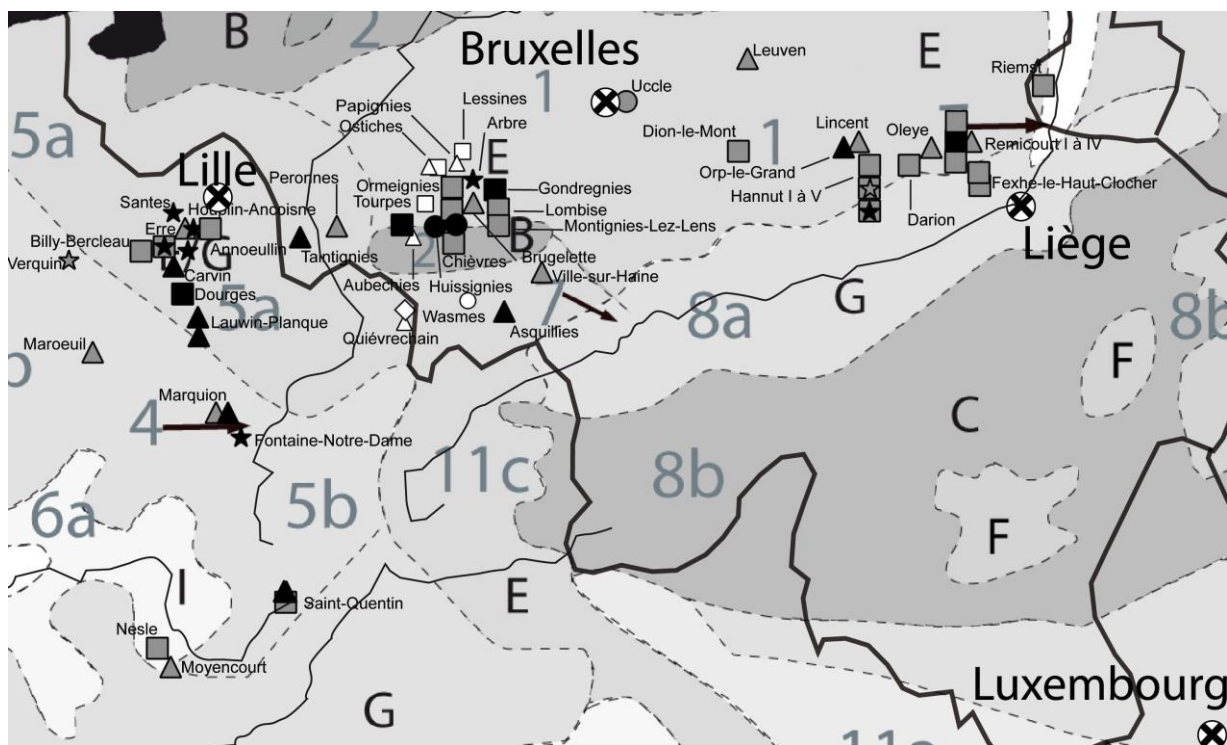 B
2
Bruxelles
Leuven
E
Riemst
Lessines
1
Uccle
Papignies
Arbre
Ostiches
5a
Dion-le-Mont
1
Lincent
Oleye
Remicourt I à IV
E
Lille
Peronnes
Ormeignies
Gondregnies
Orp-le-Grand
Hannut I à V
Fexhe-le-Haut-Clocher
Santes
Tourpes
Lombise
Darion
Erre
Montignies-Lez-Lens
Liège
Billy-Bercleau
Annoeullin
G
2
B
Verquin
Tantignies
Chièvres
Brugelette
Carvin
Aubechies
Huissignies
Ville-sur-Haine
Dourges
5a
7
G
8b
Lauwin-Planque
Wasmes
8a
Quiévrechain
Asquillies
Maroeuil
F
Marquion
4
C
Fontaine-Notre-Dame
11c
8b
6a
5b
F
I
E
Saint-Quentin
Nesle
Moyencourt
Luxembourg
G